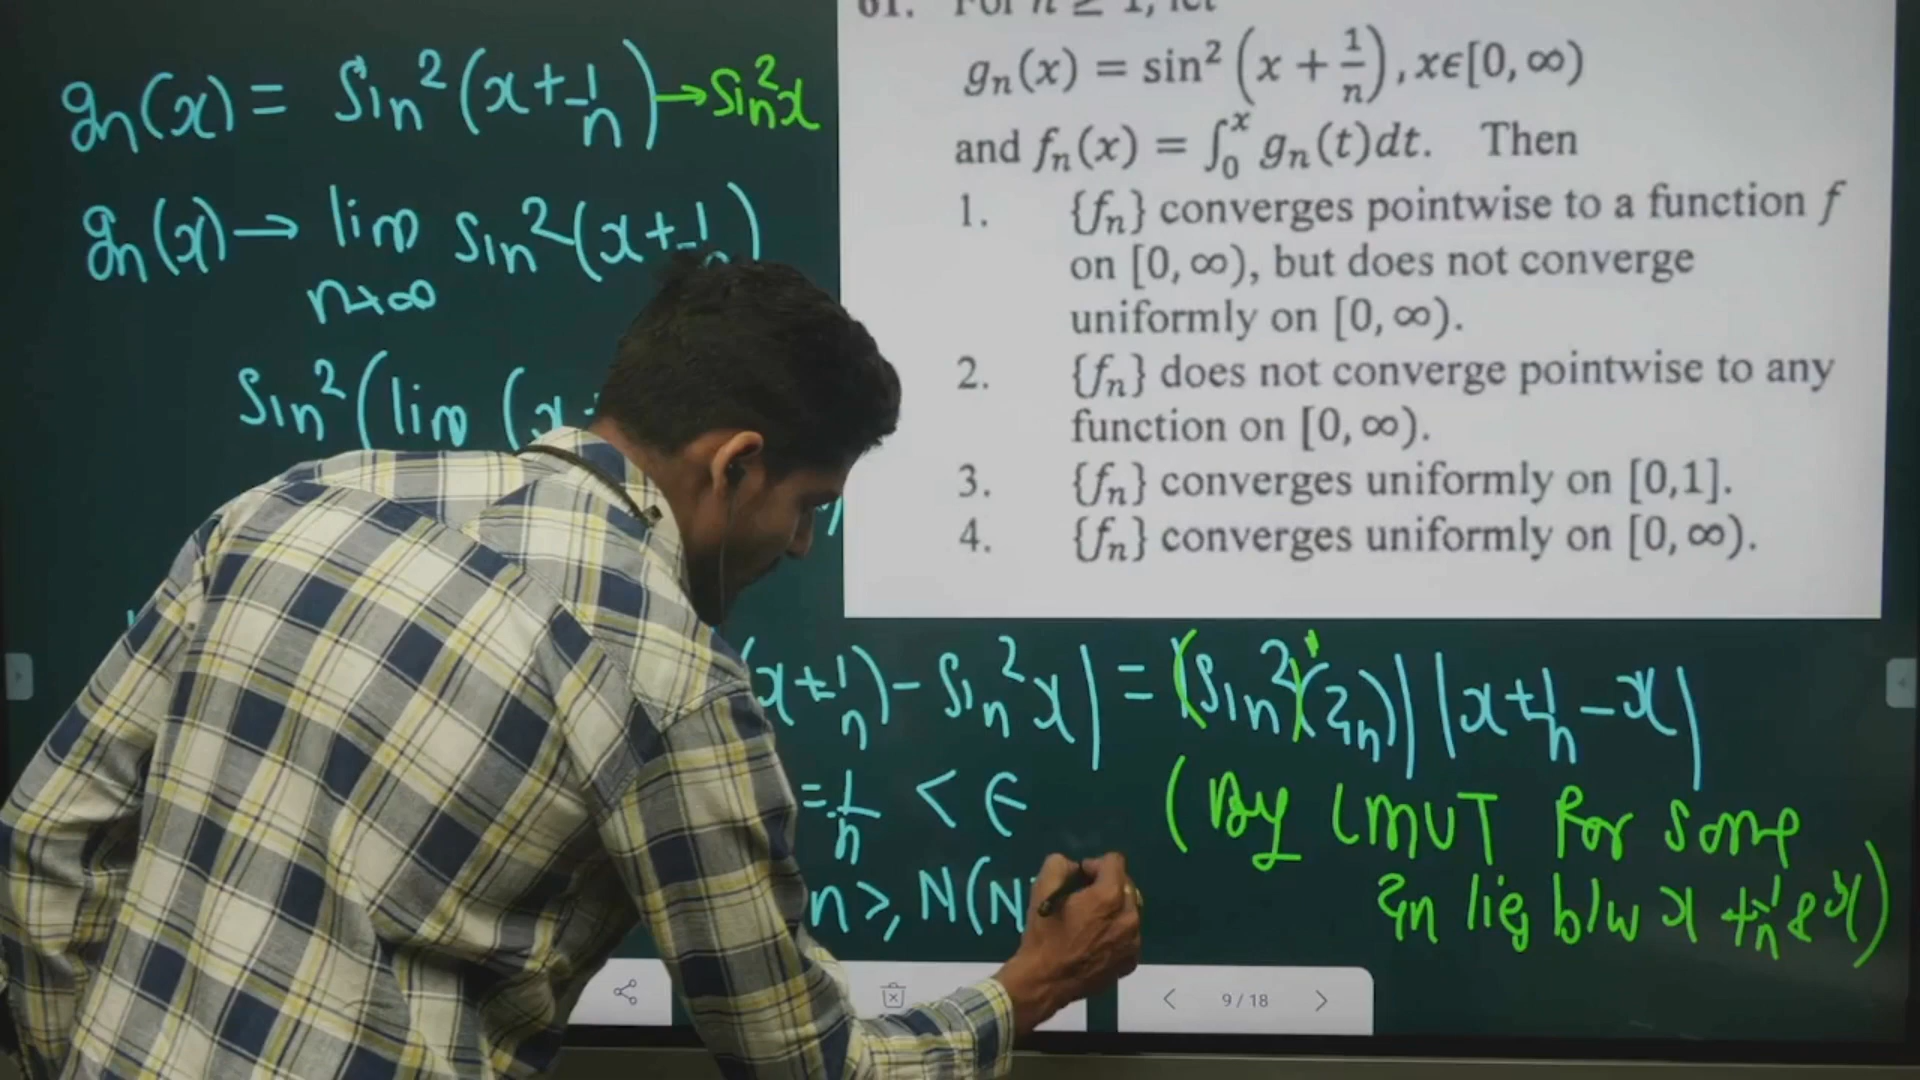 gn(x) = Sin²(x+1/n) → Sin²x
gn(x) → lim Sin²(x+1/n)
n→∞
Sin²(lim (x+
61. For n ≥ 1, let
gₙ(x) = sin² (x + 1/n), xϵ[0, ∞)
and fₙ(x) = ∫₀ˣ gₙ(t)dt. Then
1. {fₙ} converges pointwise to a function f
on [0, ∞), but does not converge
uniformly on [0, ∞).
2. {fₙ} does not converge pointwise to any
function on [0, ∞).
3. {fₙ} converges uniformly on [0,1].
4. {fₙ} converges uniformly on [0, ∞).
x+1/n) - Sin²x| = (Sin²)'(ξn)| |x+1/n - x|
= 1/n < ϵ
n ≥ N(N
(By LMVT for some
ξn lies b/w x + 1/n & x)
9 / 18